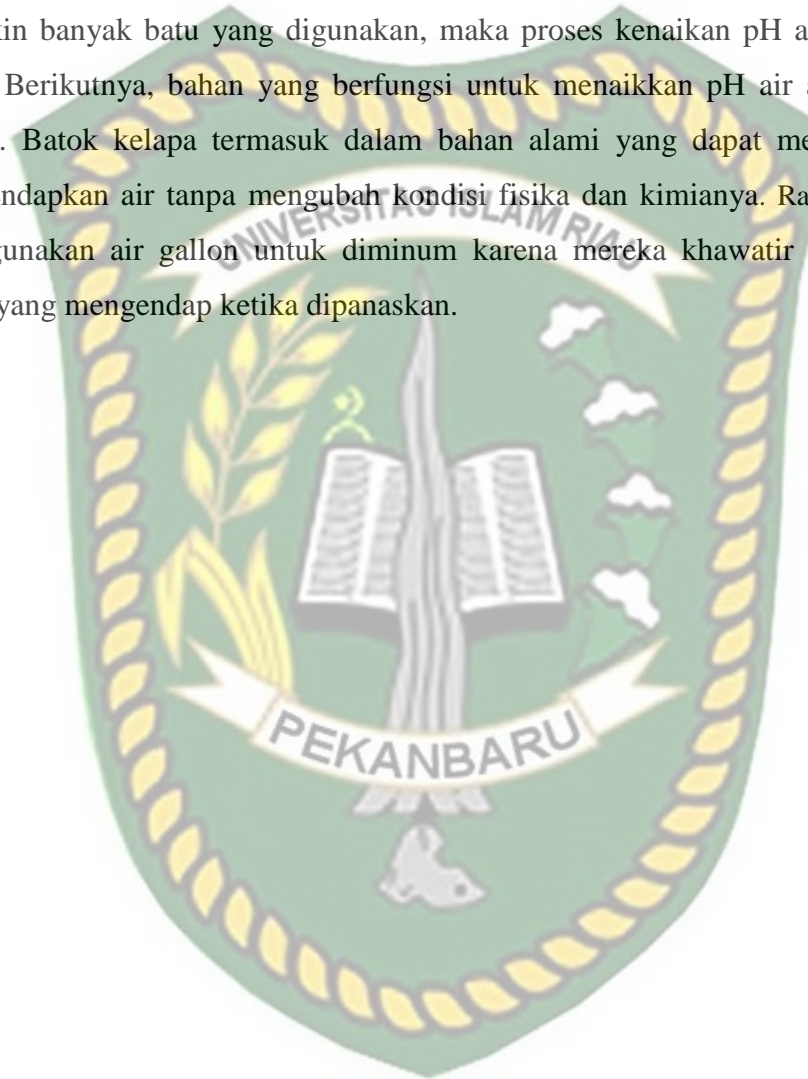 kin banyak batu yang digunakan, maka proses kenaikan pH a
Berikutnya, bahan yang berfungsi untuk menaikkan pH air a
. Batok kelapa termasuk dalam bahan alami yang dapat me
ndapkan air tanpa mengubah kondisi fisika dan kimianya. Ra
gunakan air gallon untuk diminum karena mereka khawatir
yang mengendap ketika dipanaskan.
UNIVERSITAS ISLAM RIAU
PEKANBARU